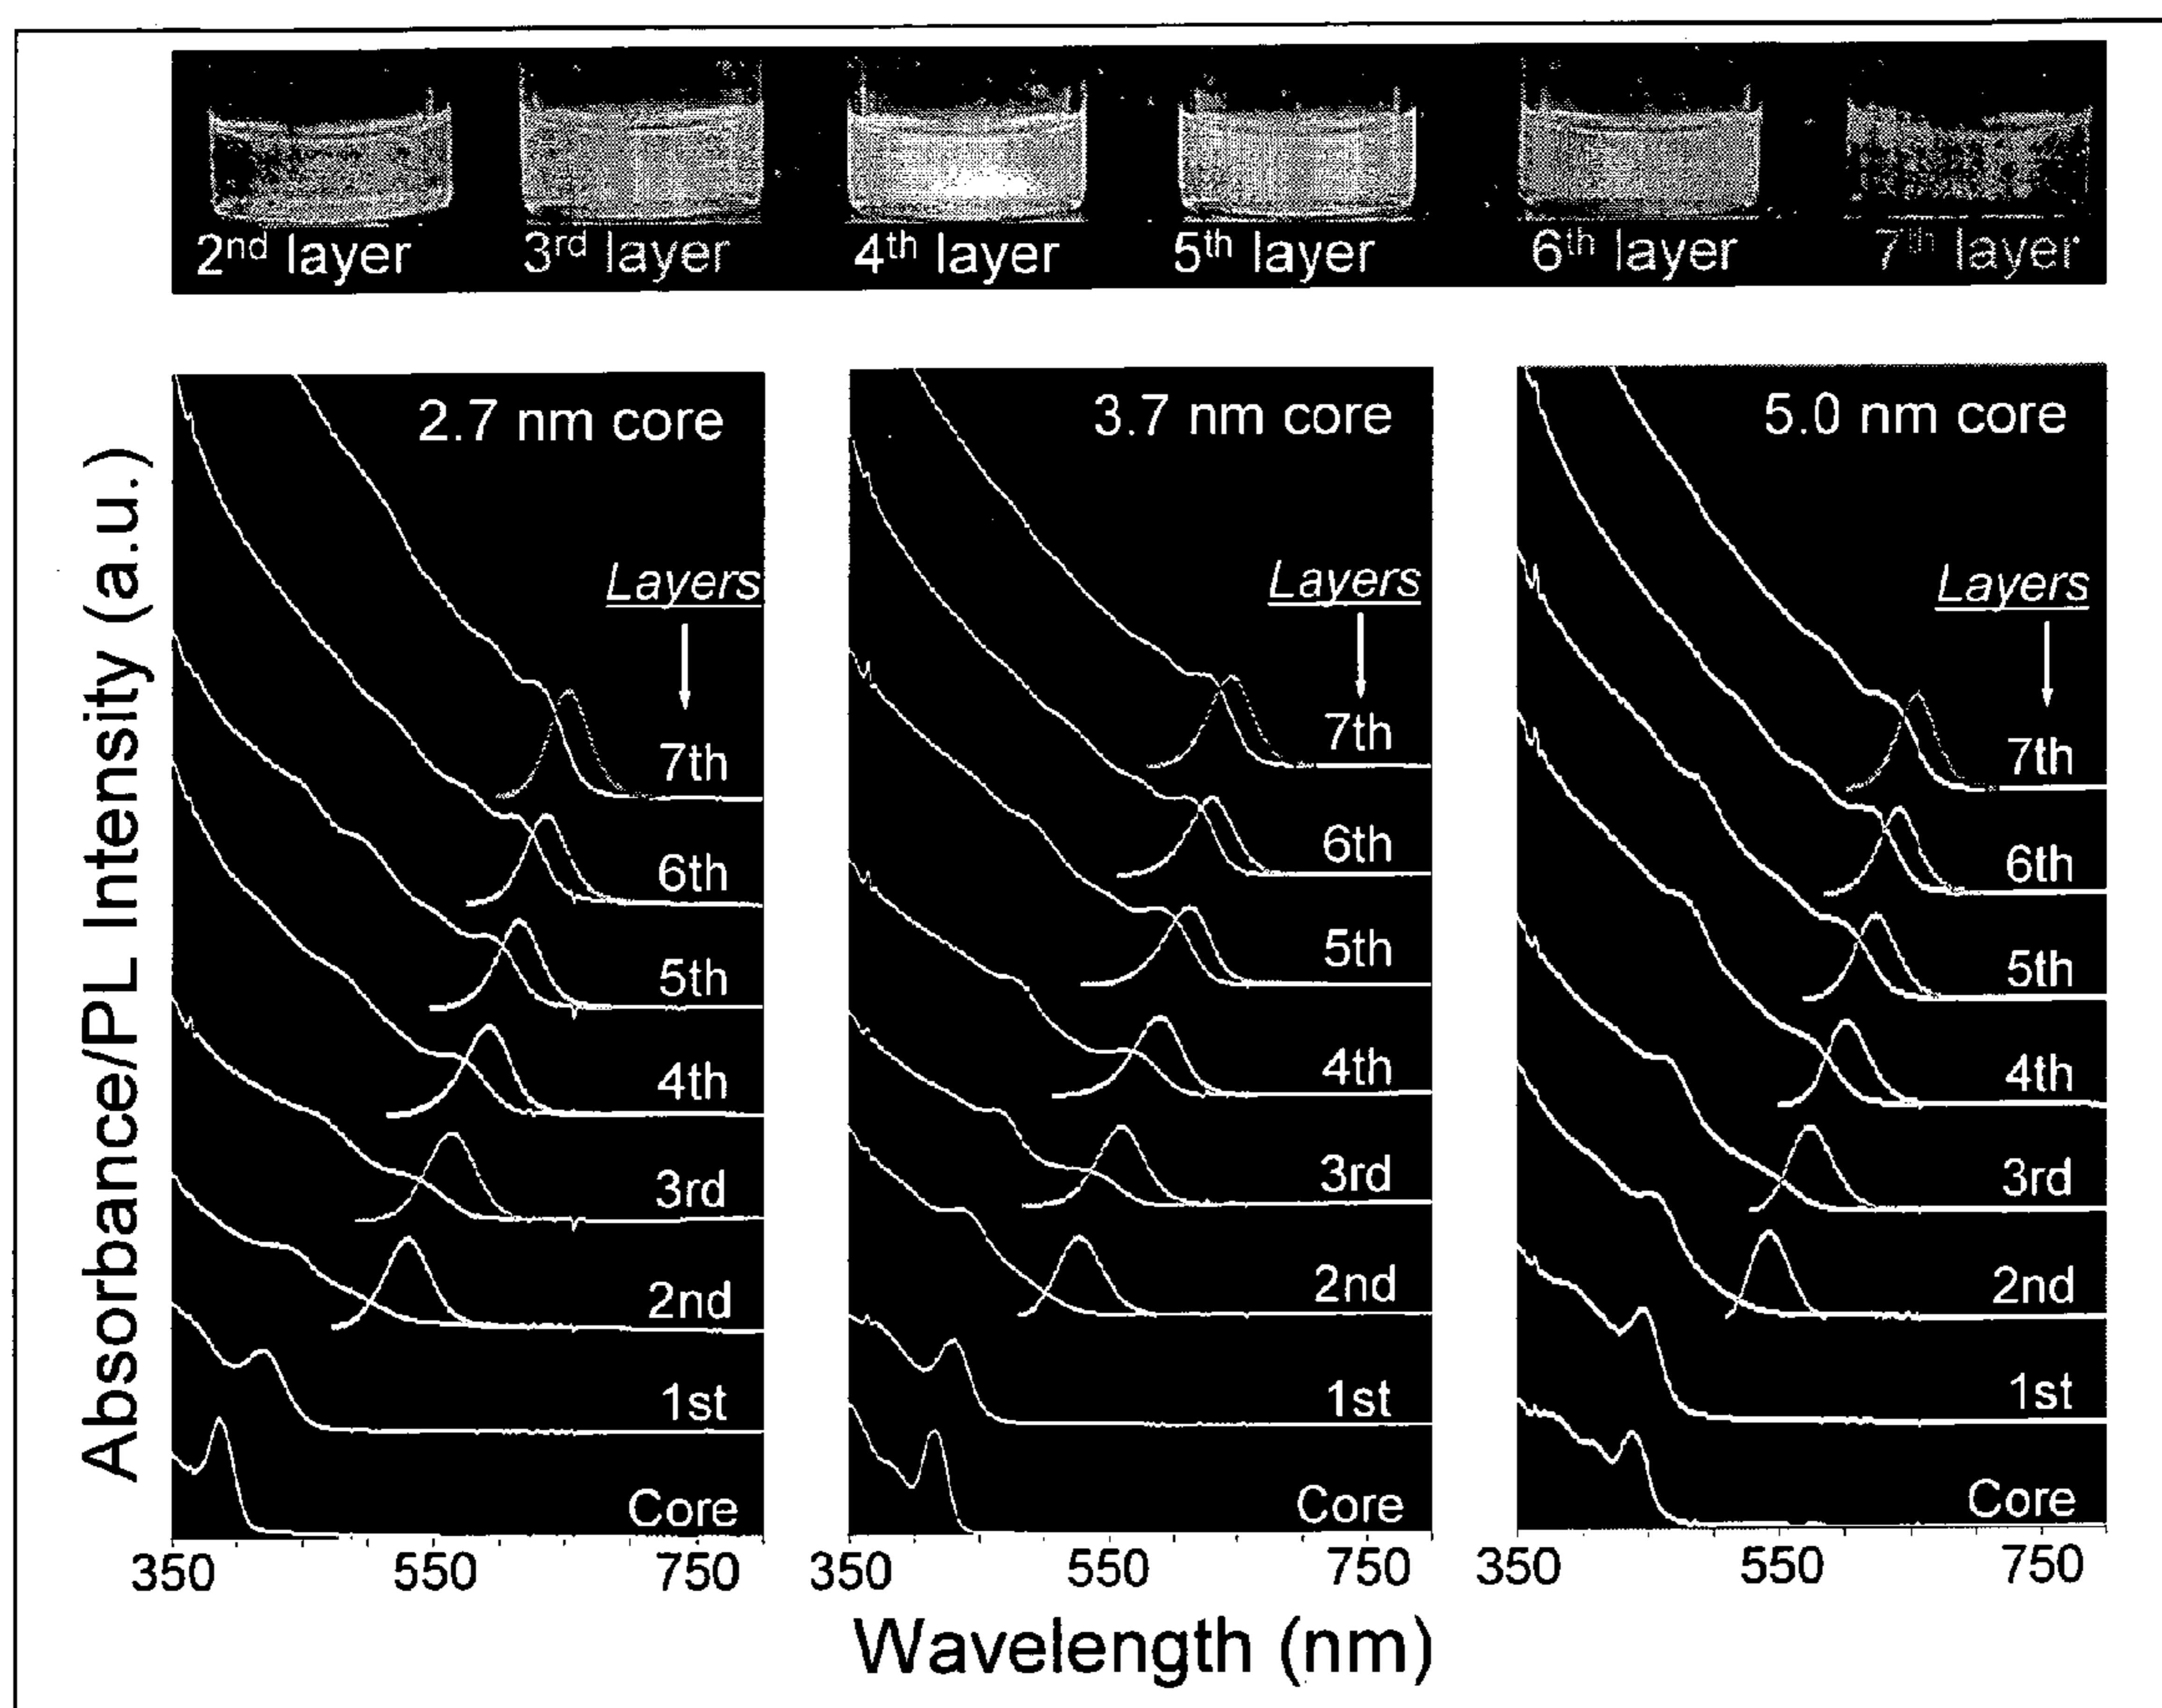 2nd layer 3rd layer 4th layer 5th layer 6th layer 7th layer
Absorbance/PL Intensity (a.u.)
2.7 nm core
Layers
7th
6th
5th
4th
3rd
2nd
1st
Core
350 550 750
3.7 nm core
Layers
7th
6th
5th
4th
3rd
2nd
1st
Core
350 550 750
5.0 nm core
Layers
7th
6th
5th
4th
3rd
2nd
1st
Core
350 550 750
Wavelength (nm)